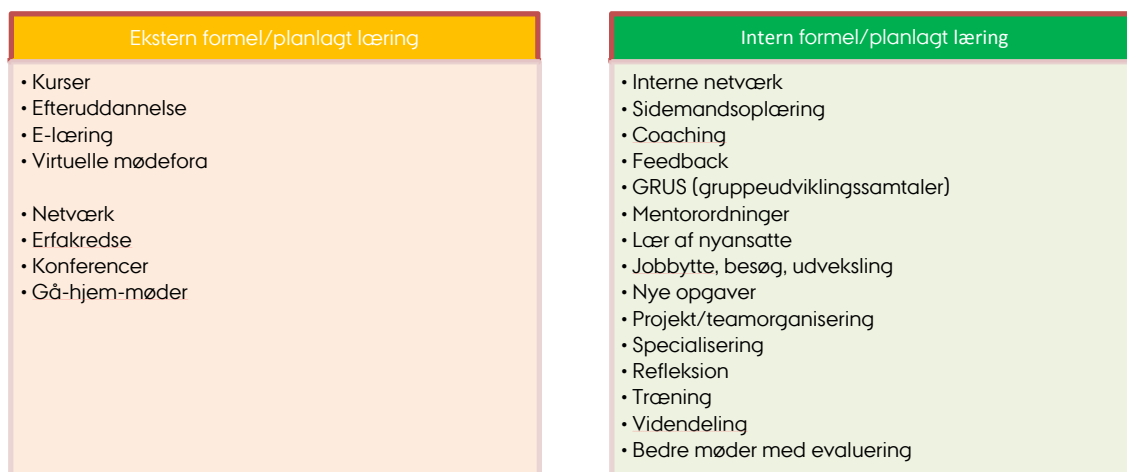 Ekstern formel/planlagt læring
• Kurser
• Efteruddannelse
• E-læring
• Virtuelle mødefora
• Netværk
• Erfakredse
• Konferencer
• Gå-hjem-møder
Intern formel/planlagt læring
• Interne netværk
• Sidemandsoplæring
• Coaching
• Feedback
• GRUS (gruppeudviklingssamtaler)
• Mentorordninger
• Lær af nyansatte
• Jobbytte, besøg, udveksling
• Nye opgaver
• Projekt/teamorganisering
• Specialisering
• Refleksion
• Træning
• Videndeling
• Bedre møder med evaluering